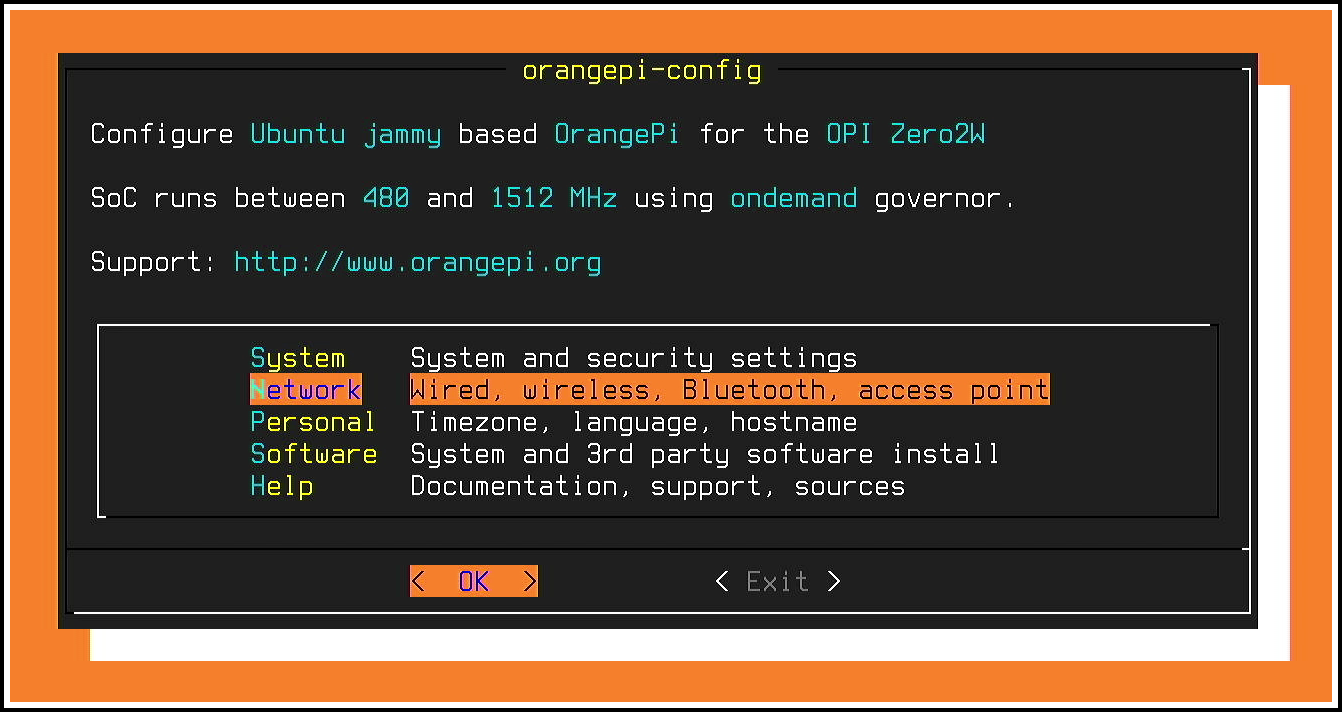 orangepi-config
Configure Ubuntu jammy based OrangePi for the OPI Zero2W
SoC runs between 480 and 1512 MHz using ondemand governor.
Support: http://www.orangepi.org
System System and security settings
Network Wired, wireless, Bluetooth, access point
Personal Timezone, language, hostname
Software System and 3rd party software install
Help Documentation, support, sources
< OK > < Exit >